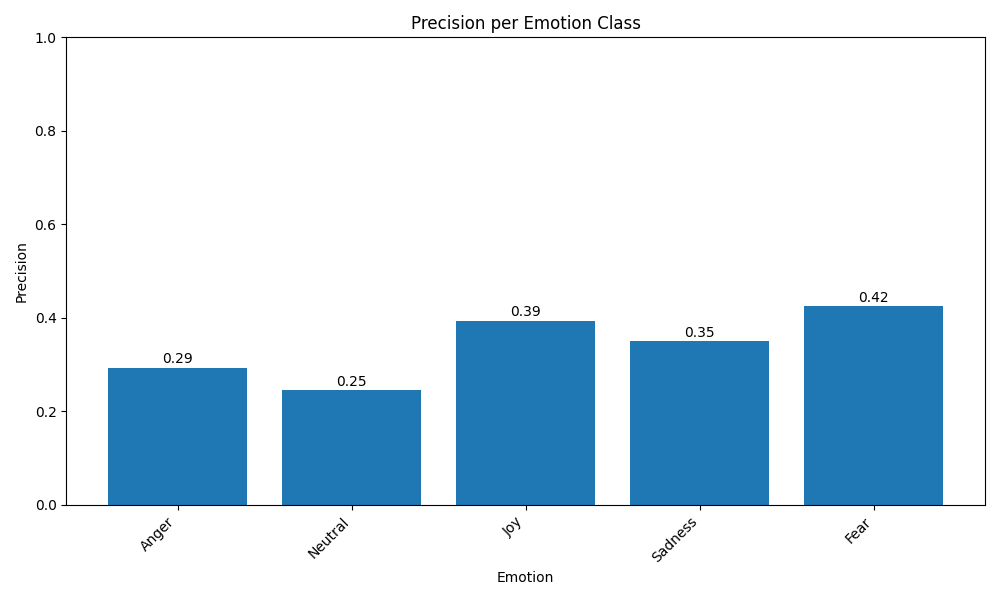 Precision per Emotion Class
1.0
0.8
0.6
0.4
0.2
0.0
Precision
0.29
0.25
0.39
0.35
0.42
Anger
Neutral
Joy
Sadness
Fear
Emotion